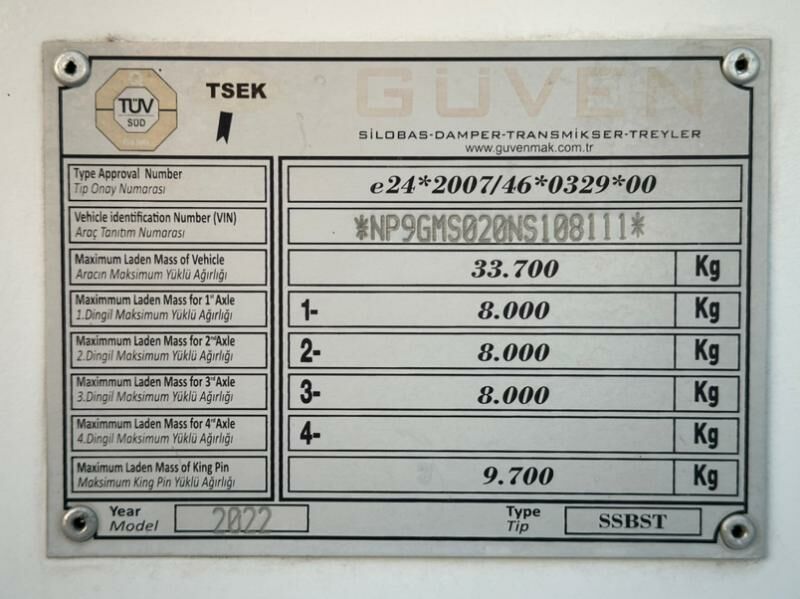 TÜV
SÜD
TSEK
GÜVEN
SİLOBAS-DAMPER-TRANSMİKSER-TREYLER
www.guvenmak.com.tr
Type Approval Number
Tip Onay Numarası
e24*2007/46*0329*00
Vehicle identification Number (VIN)
Araç Tanıtım Numarası
*NP9GMS020NS108111*
Maximum Laden Mass of Vehicle
Aracın Maksimum Yüklü Ağırlığı
33.700 Kg
Maximmum Laden Mass for 1st Axle
1.Dingil Maksimum Yüklü Ağırlığı
1- 8.000 Kg
Maximmum Laden Mass for 2nd Axle
2.Dingil Maksimum Yüklü Ağırlığı
2- 8.000 Kg
Maximmum Laden Mass for 3rd Axle
3.Dingil Maksimum Yüklü Ağırlığı
3- 8.000 Kg
Maximmum Laden Mass for 4rd Axle
4.Dingil Maksimum Yüklü Ağırlığı
4- Kg
Maximum Laden Mass of King Pin
Maksimum King Pin Yüklü Ağırlığı
9.700 Kg
Year
Model
2022
Type
Tip
SSBST